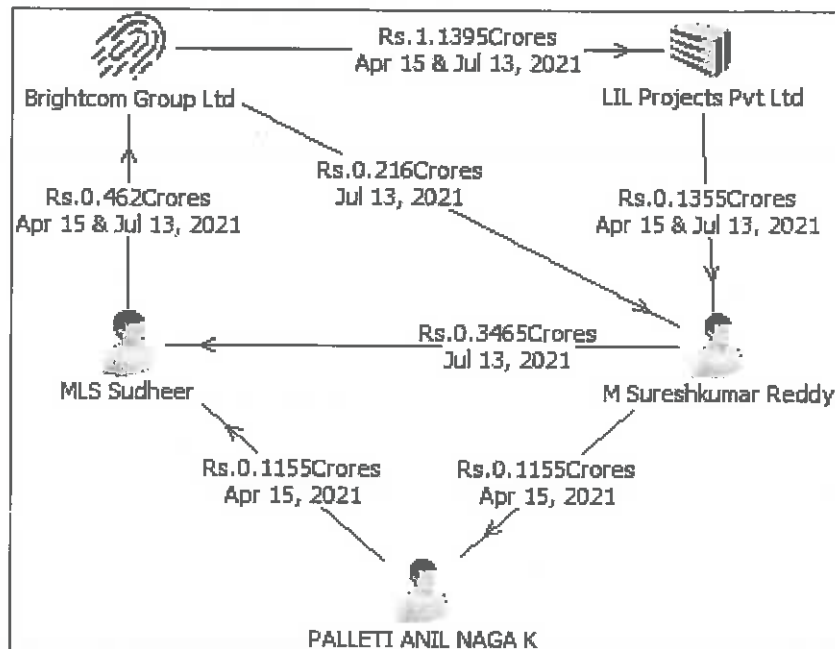 Rs.1.1395Crores
Apr 15 & Jul 13, 2021
Brightcom Group Ltd
LIL Projects Pvt Ltd
Rs.0.216Crores
Jul 13, 2021
Rs.0.462Crores
Apr 15 & Jul 13, 2021
Rs.0.1355Crores
Apr 15 & Jul 13, 2021
Rs.0.3465Crores
Jul 13, 2021
MLS Sudheer
M Sureshkumar Reddy
Rs.0.1155Crores
Apr 15, 2021
Rs.0.1155Crores
Apr 15, 2021
PALLETI ANIL NAGA K